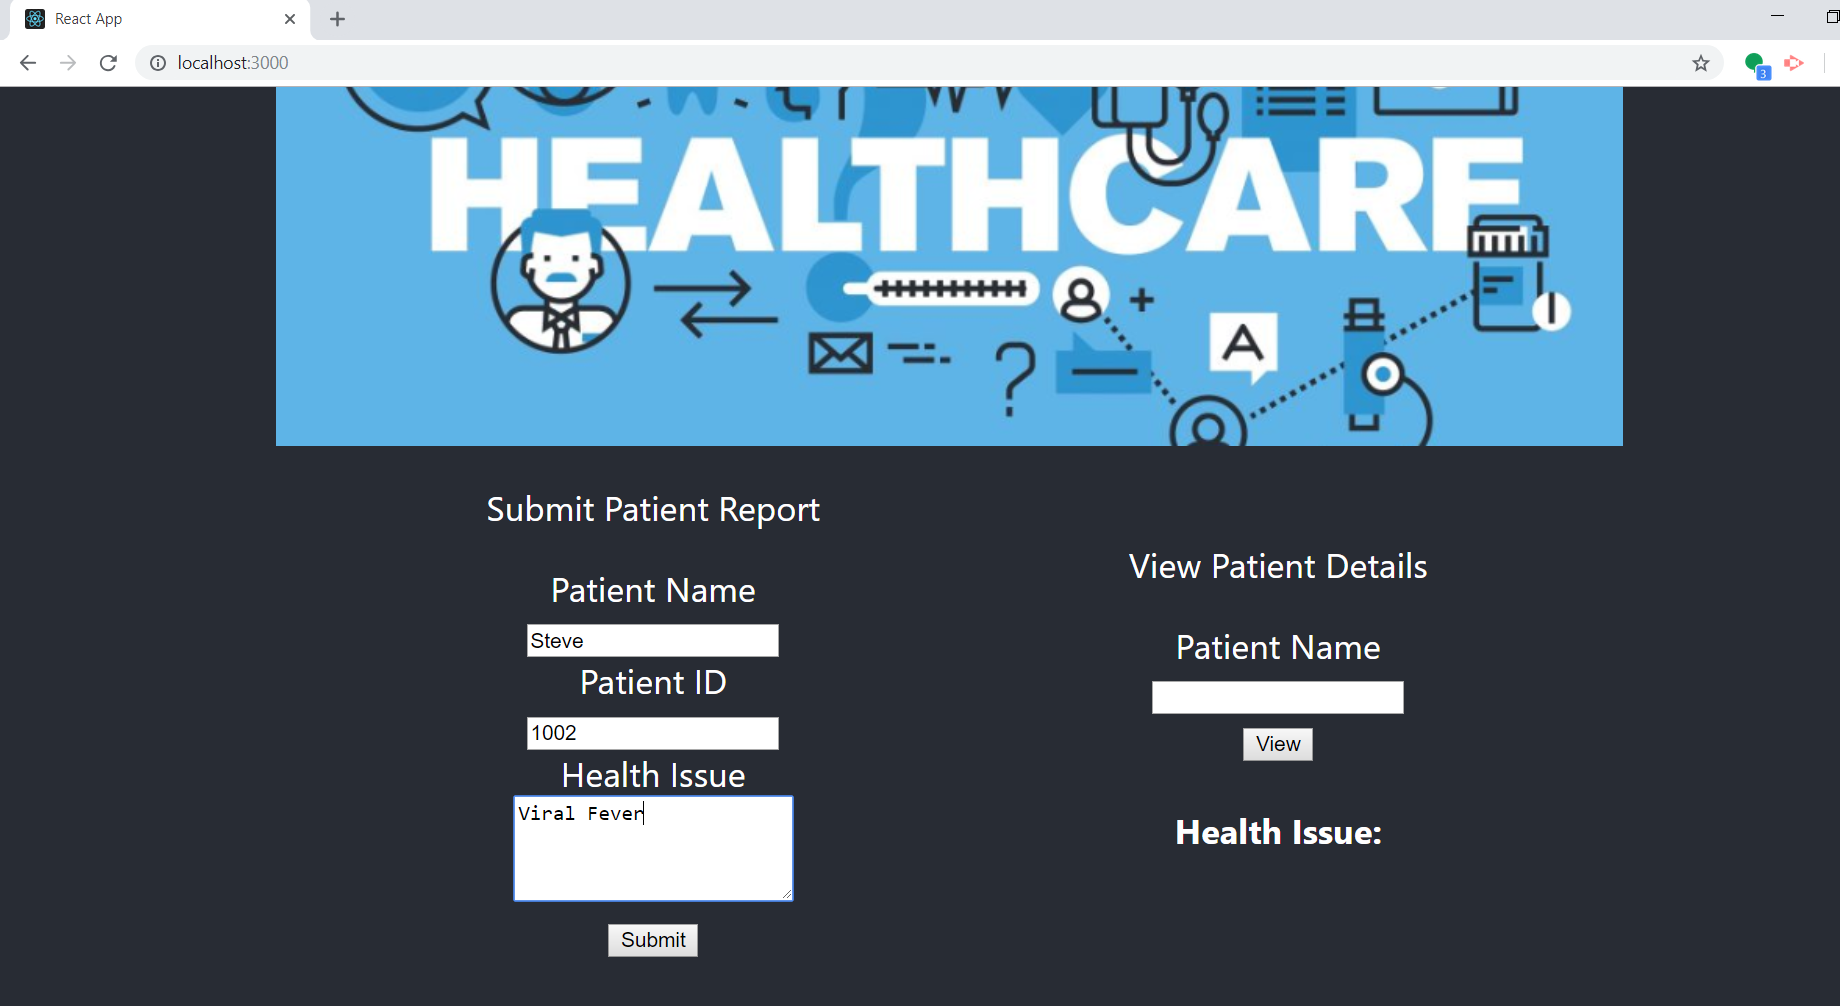 React App
localhost:3000
3
HEALTHCARE
A
Submit Patient Report
Patient Name
Steve
Patient ID
1002
Health Issue
Viral Fever
Submit
View Patient Details
Patient Name
View
Health Issue: